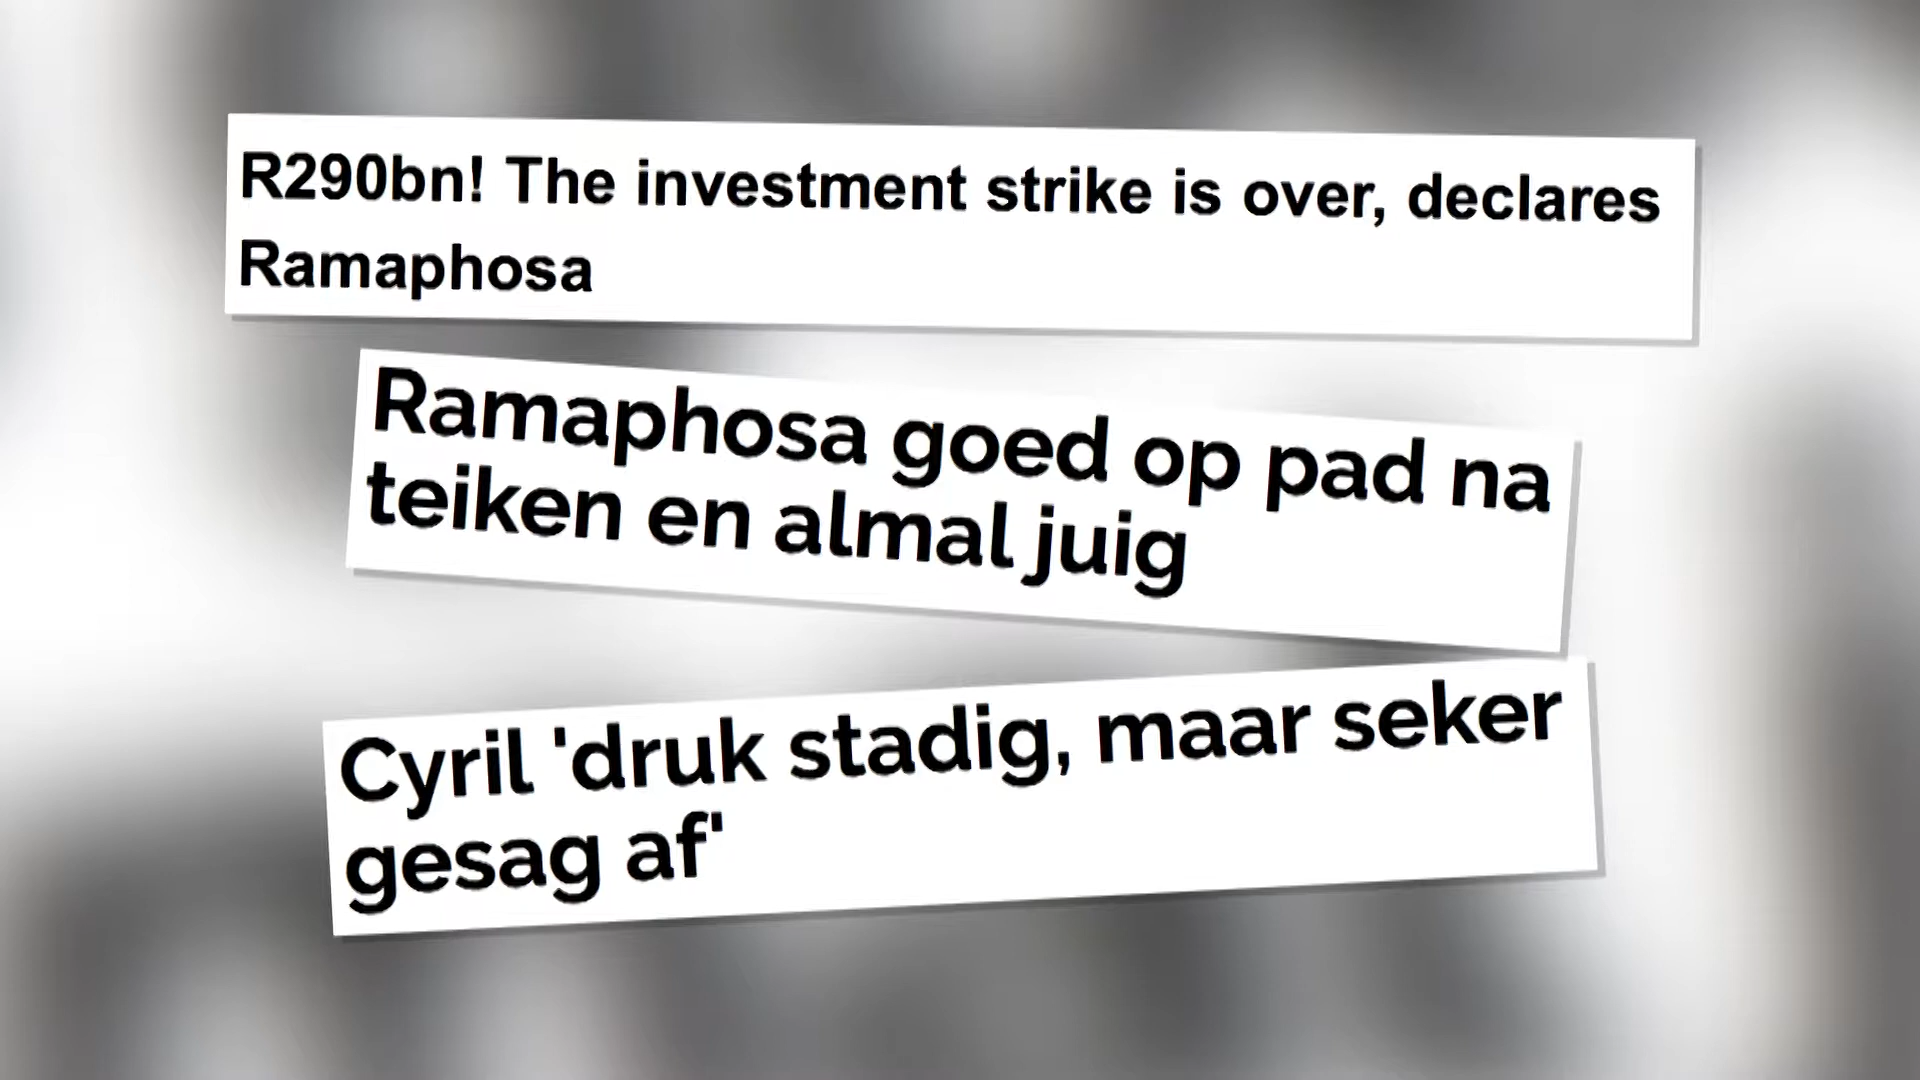 R290bn! The investment strike is over, declares
Ramaphosa
Ramaphosa goed op pad na
teiken en almal juig
Cyril 'druk stadig, maar seker
gesag af'